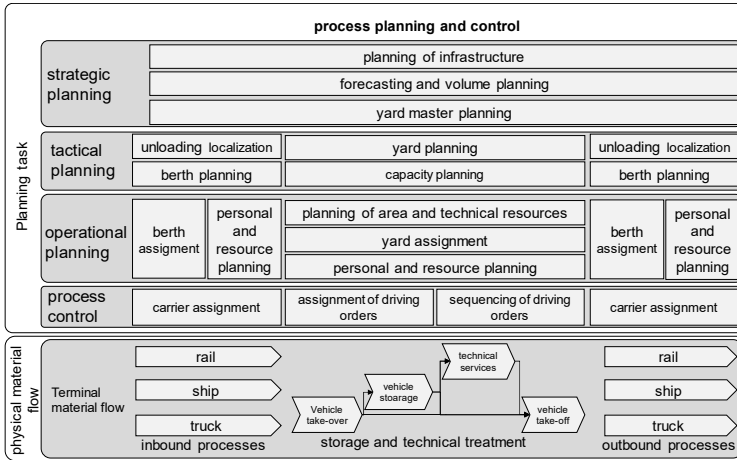 process planning and control
Planning task
strategic
planning
planning of infrastructure
forecasting and volume planning
yard master planning
tactical
planning
unloading localization
yard planning
unloading localization
berth planning
capacity planning
berth planning
operational
planning
berth
assigment
personal
and
resource
planning
planning of area and technical resources
yard assignment
personal and resource planning
berth
assigment
personal
and
resource
planning
process
control
carrier assignment
assignment of driving
orders
sequencing of driving
orders
carrier assignment
physical material
flow
Terminal material flow
rail
ship
truck
inbound processes
Vehicle
take-over
vehicle
stoarage
technical
services
vehicle
take-off
storage and technical treatment
rail
ship
truck
outbound processes